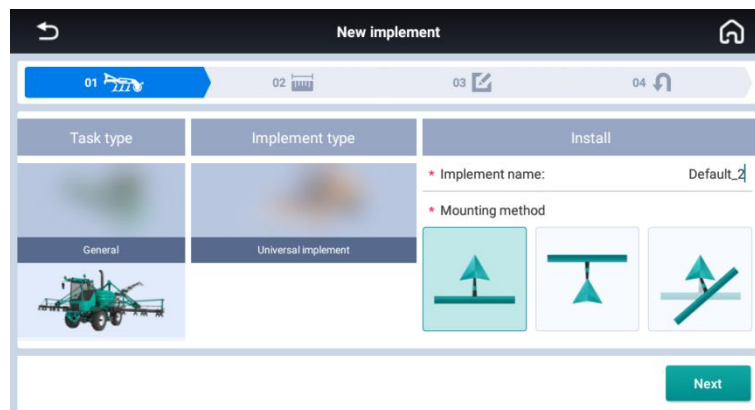 New implement
01
02
03
04
Task type
Implement type
Install
General
Universal implement
* Implement name:
Default_2
* Mounting method
Next